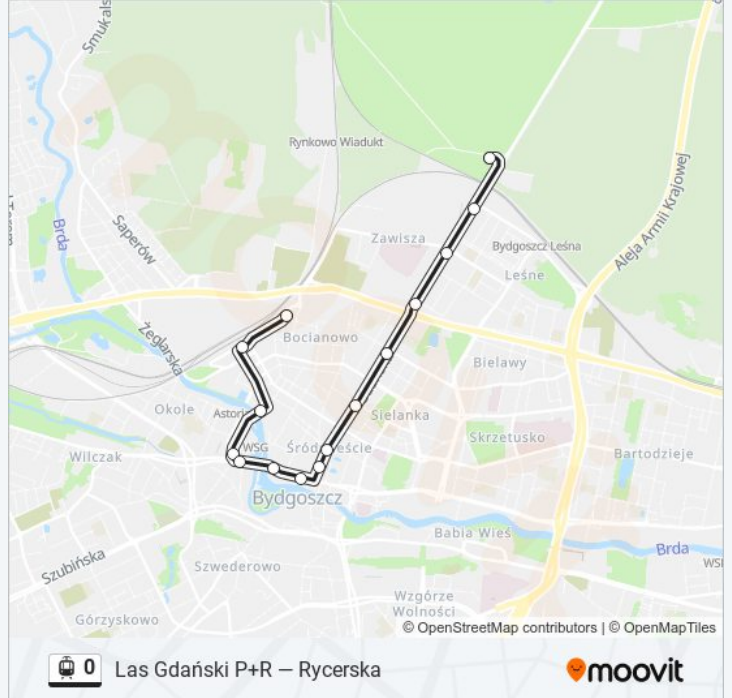 Smukals
Rynkowo Wiadukt
Aleja Armii Krajowej
Zawisza
Bydgoszcz Leśna
Brda
Saperów
Leśne
Żeglarska
Bocianowo
Bielawy
Okole
Astoria
Sielanka
Skrzetusko
WSG
Śródmieście
Wilczak
Bartodzieje
Bydgoszcz
Babia Wieś
Brda
WSG
Szubińska
Szwederowo
Wzgórze
Wolności
Górzyskowo
© OpenStreetMap contributors | © OpenMapTiles
0 Las Gdański P+R — Rycerska
moovit